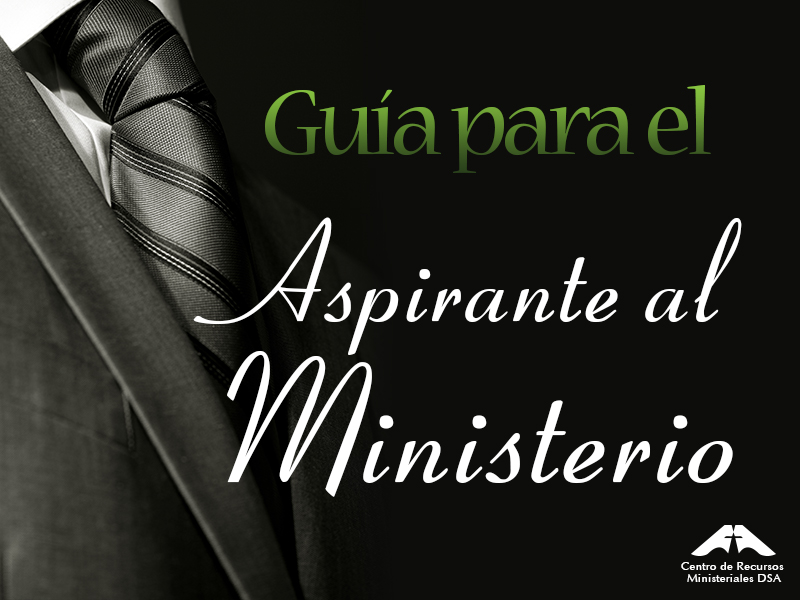 Guía para el
Aspirante al
Ministerio
Centro de Recursos
Ministeriales DSA